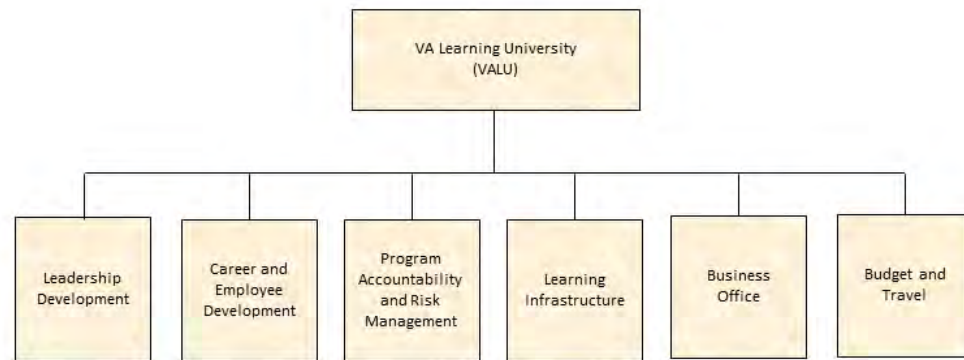 VA Learning University
(VALU)
Leadership
Development
Career and
Employee
Development
Program
Accountability
and Risk
Management
Learning
Infrastructure
Business
Office
Budget and
Travel